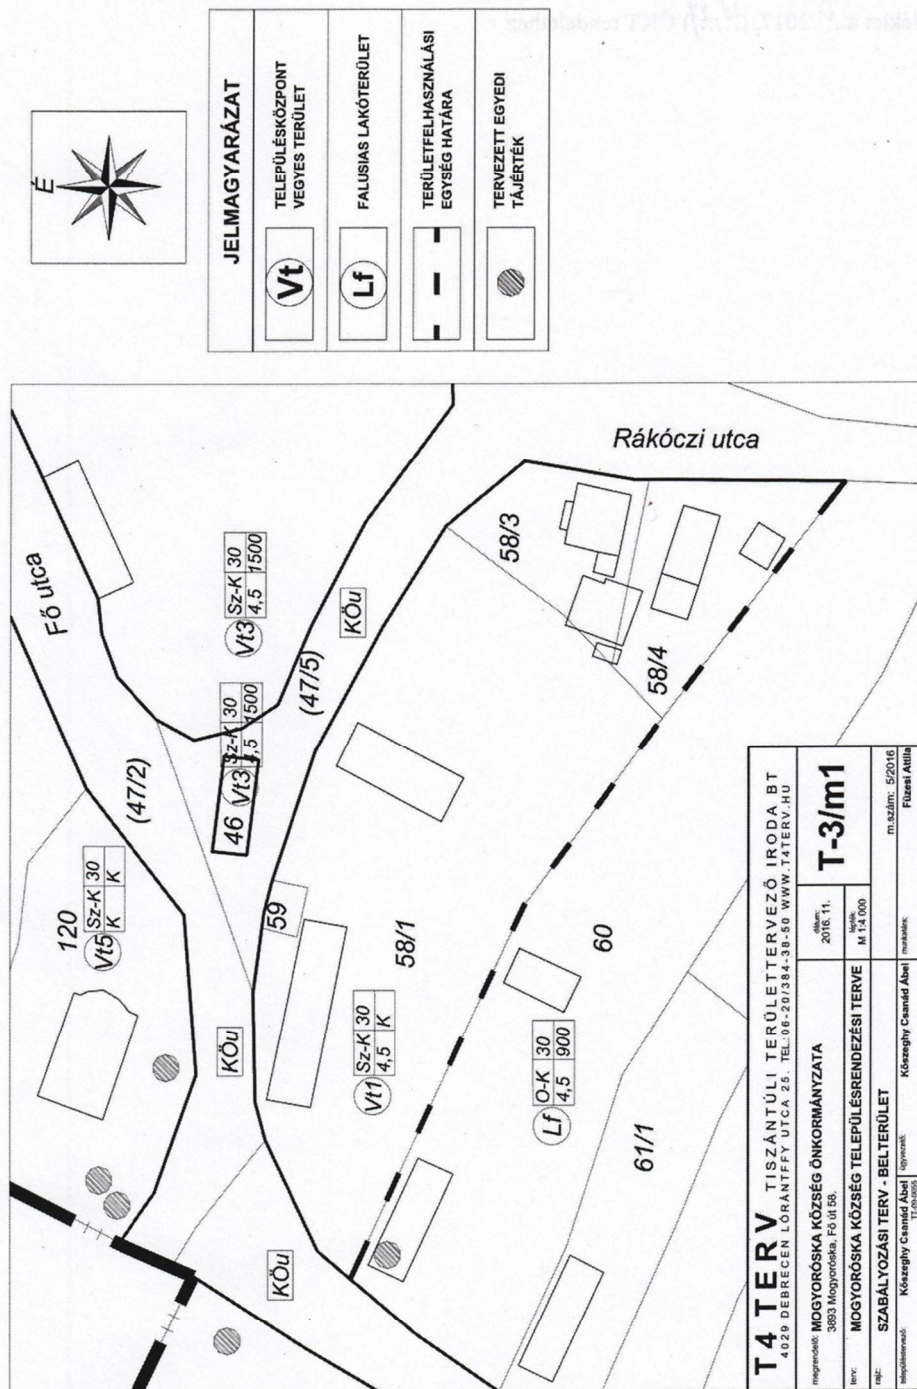 É
JELMAGYARÁZAT
Vt
TELEPÜLÉSKÖZPONT
VEGYES TERÜLET
Lf
FALUSIAS LAKÓTERÜLET
TERÜLETFELHASZNÁLÁSI
EGYSÉG HATÁRA
TERVEZETT EGYEDI
TÁJÉRTÉK
Fő utca
Rákóczi utca
Vt3
Sz-K 30
4,5 1500
KÖu
58/3
(47/5)
58/4
Vt3
Sz-K 30
4,5 1500
46
(47/2)
120
Vt5
Sz-K 30
K K
59
58/1
60
KÖu
Vt1
Sz-K 30
4,5 K
Lf
O-K 30
4,5 900
61/1
KÖu
T4 TERV TISZÁNTÚLI TERÜLETTERVEZŐ IRODA BT
4029 DEBRECEN LÓRÁNTFFY UTCA 25. TEL.:06-20/384-38-50 WWW.T4TERV.HU
megrendelő: MOGYORÓSKA KÖZSÉG ÖNKORMÁNYZATA
3893 Mogyoróska, Fő út 58.
dátum:
2016. 11.
T-3/m1
terv: MOGYORÓSKA KÖZSÉG TELEPÜLÉSRENDEZÉSI TERVE
lépték:
M 1:4 000
rajz: SZABÁLYOZÁSI TERV - BELTERÜLET
m.szám: 5/2016
településtervező: Kőszeghy Csanád Ábel
ügyvezető: Kőszeghy Csanád Ábel
munkatárs: Füzesi Attila